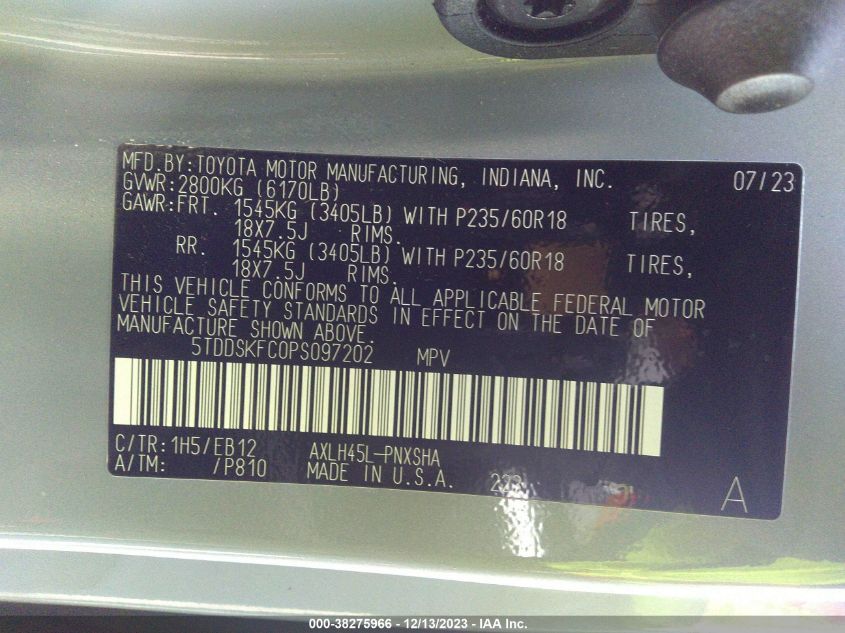 MFD.BY:TOYOTA MOTOR MANUFACTURING, INDIANA, INC. 07/23
GVWR:2800KG (6170LB)
GAWR:FRT. 1545KG (3405LB) WITH P235/60R18 TIRES,
18X7.5J RIMS.
RR. 1545KG (3405LB) WITH P235/60R18 TIRES,
18X7.5J RIMS.
THIS VEHICLE CONFORMS TO ALL APPLICABLE FEDERAL MOTOR
VEHICLE SAFETY STANDARDS IN EFFECT ON THE DATE OF
MANUFACTURE SHOWN ABOVE.
5TDDSKFC0PS097202 MPV
C/TR:1H5/EB12 AXLH45L-PNXSHA
A/TM: /P810 MADE IN U.S.A.
A
000-38275966 - 12/13/2023 - IAA Inc.